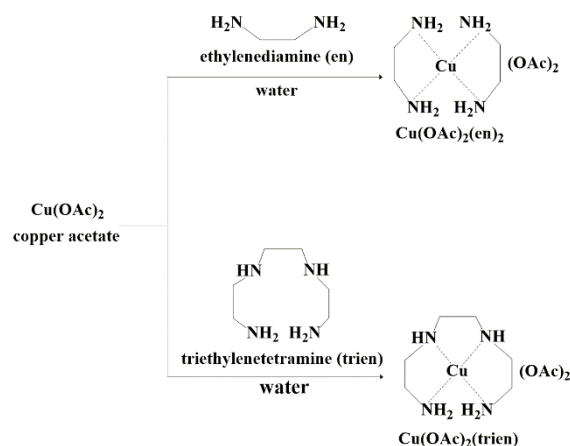 H₂N NH₂
ethylenediamine (en)
water
NH₂ NH₂
Cu (OAc)₂
NH₂ H₂N
Cu(OAc)₂(en)₂
Cu(OAc)₂
copper acetate
HN NH
NH₂ H₂N
triethylenetetramine (trien)
water
HN NH
Cu (OAc)₂
NH₂ H₂N
Cu(OAc)₂(trien)